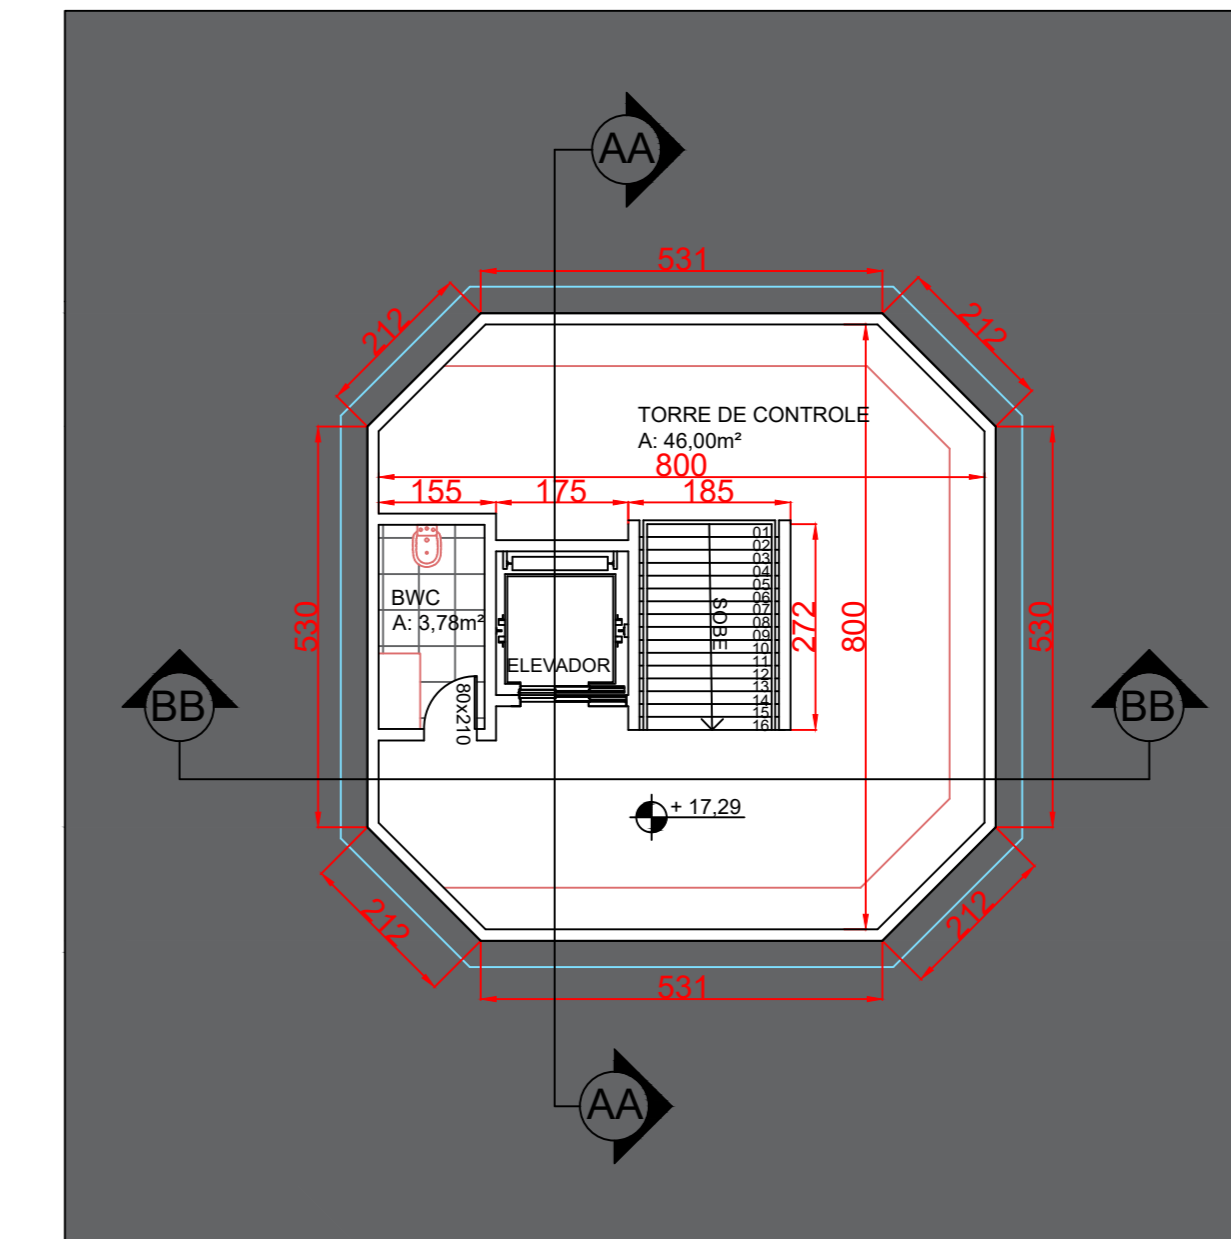 AA
531
212
212
TORRE DE CONTROLE
A: 46,00m²
800
155
175
185
01
02
03
04
05
06
07
08
09
10
11
12
13
14
15
16
SOBE
BWC
A: 3,78m²
ELEVADOR
80x210
272
800
530
530
BB
BB
+ 17,29
212
212
531
AA